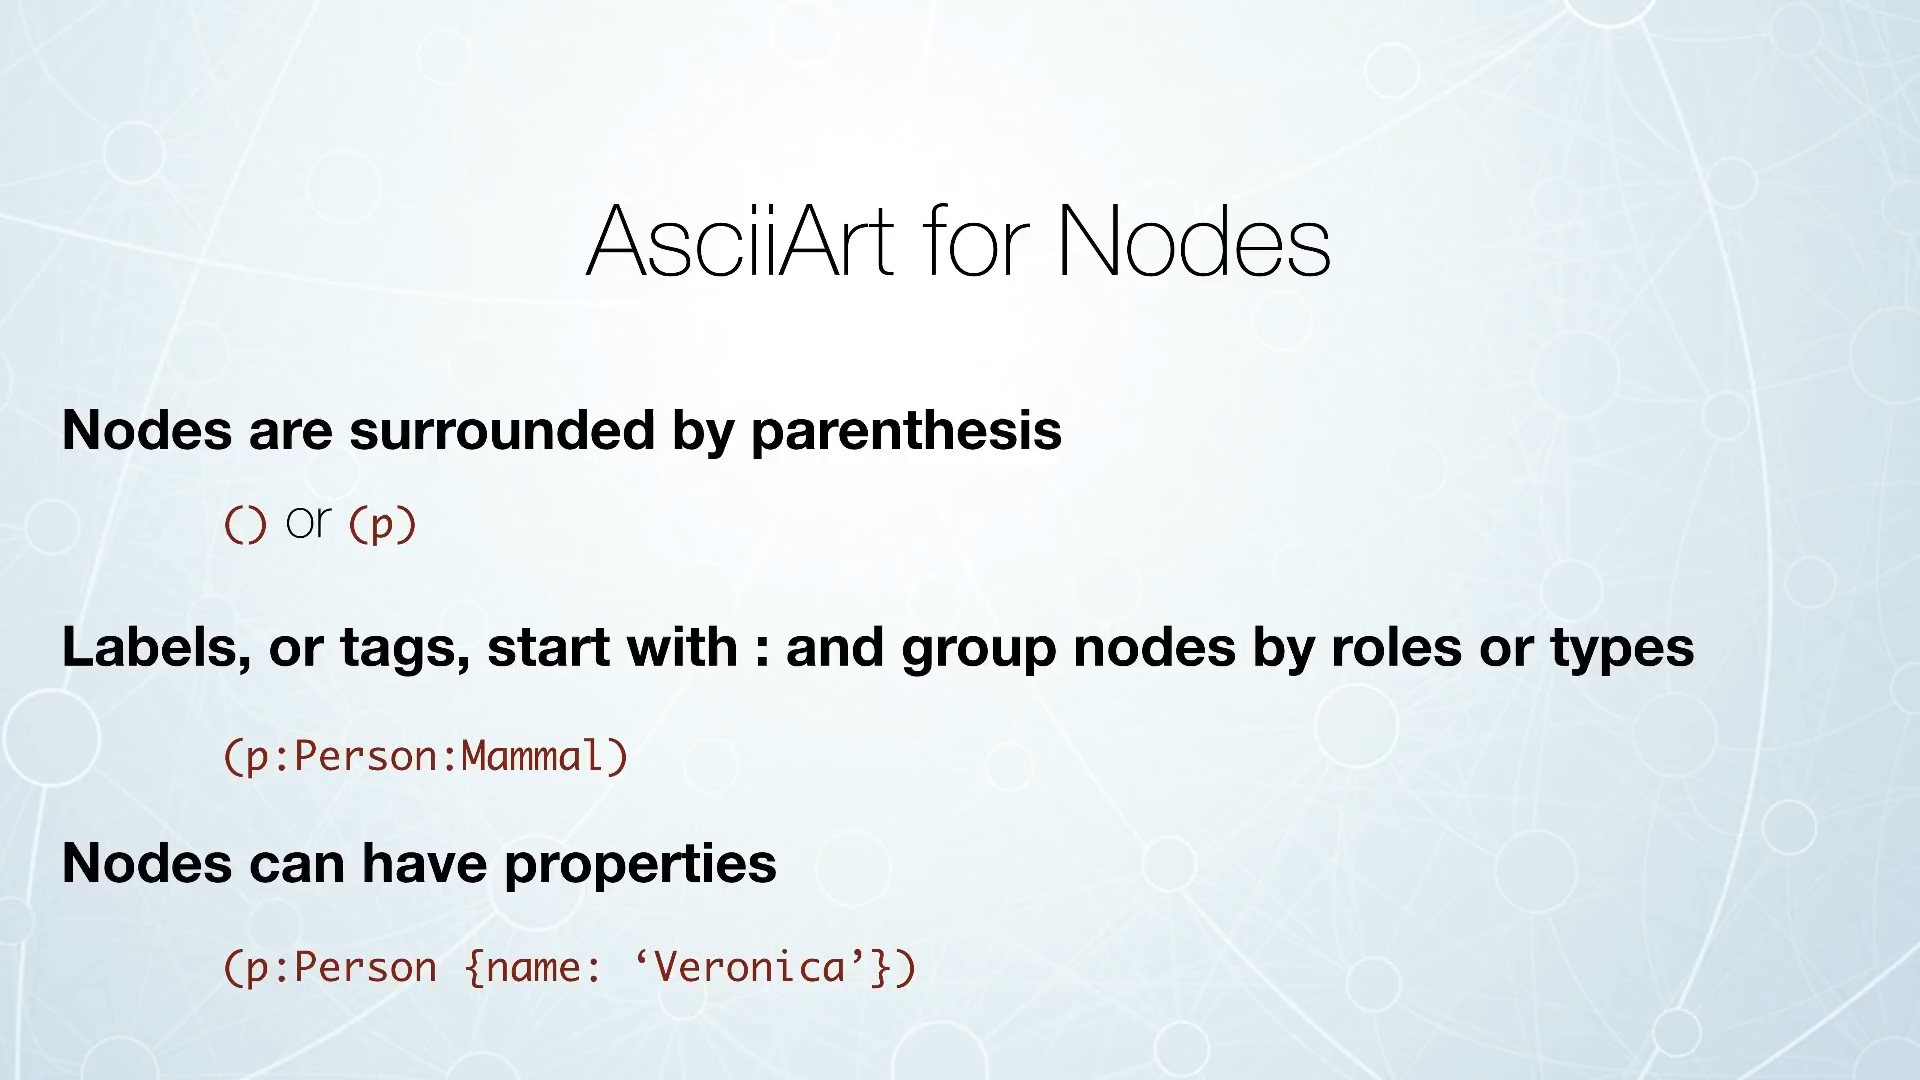 AsciiArt for Nodes
Nodes are surrounded by parenthesis
() or (p)
Labels, or tags, start with : and group nodes by roles or types
(p:Person:Mammal)
Nodes can have properties
(p:Person {name: ‘Veronica’})